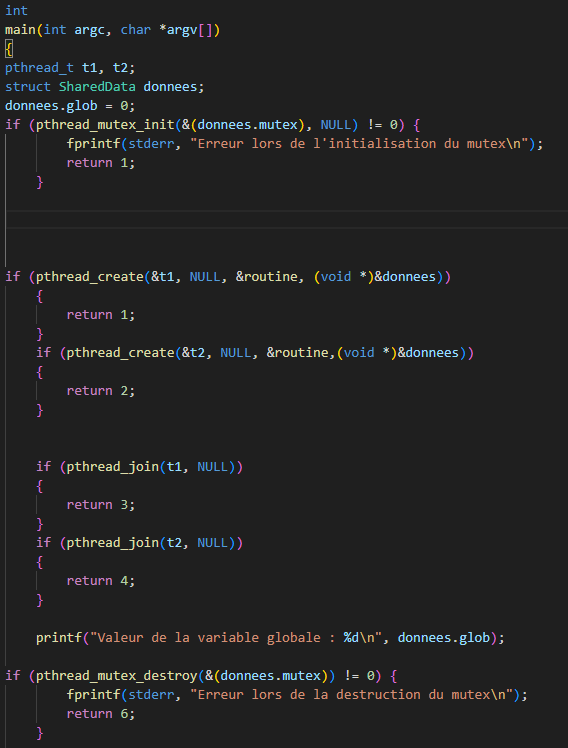 int
main(int argc, char *argv[])
{
pthread_t t1, t2;
struct SharedData donnees;
donnees.glob = 0;
if (pthread_mutex_init(&(donnees.mutex), NULL) != 0) {
fprintf(stderr, "Erreur lors de l'initialisation du mutex\n");
return 1;
}
if (pthread_create(&t1, NULL, &routine, (void *)&donnees))
{
return 1;
}
if (pthread_create(&t2, NULL, &routine,(void *)&donnees))
{
return 2;
}
if (pthread_join(t1, NULL))
{
return 3;
}
if (pthread_join(t2, NULL))
{
return 4;
}
printf("Valeur de la variable globale : %d\n", donnees.glob);
if (pthread_mutex_destroy(&(donnees.mutex)) != 0) {
fprintf(stderr, "Erreur lors de la destruction du mutex\n");
return 6;
}